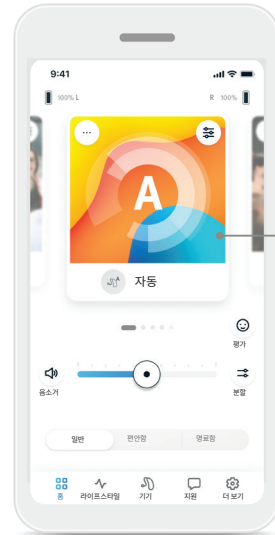 9:41
100% L
R 100%
A
자동
평가
음소거
분할
일반 편안함 명료함
홈 라이프스타일 기기 지원 더 보기